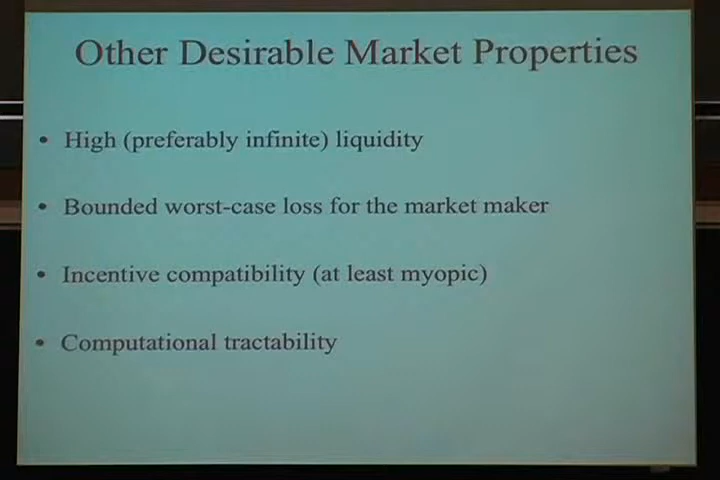 Other Desirable Market Properties
• High (preferably infinite) liquidity
• Bounded worst-case loss for the market maker
• Incentive compatibility (at least myopic)
• Computational tractability